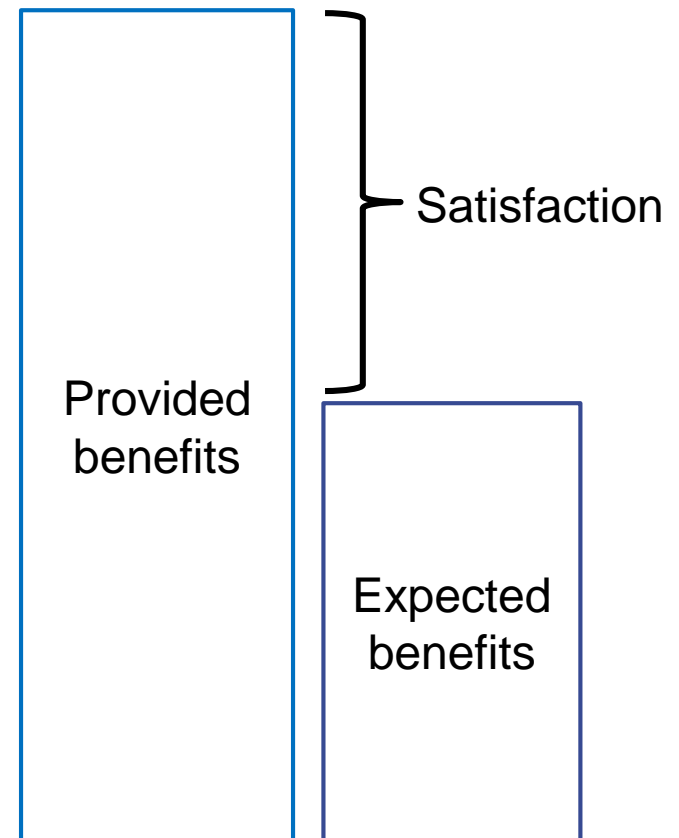 Satisfaction
Provided
benefits
Expected
benefits